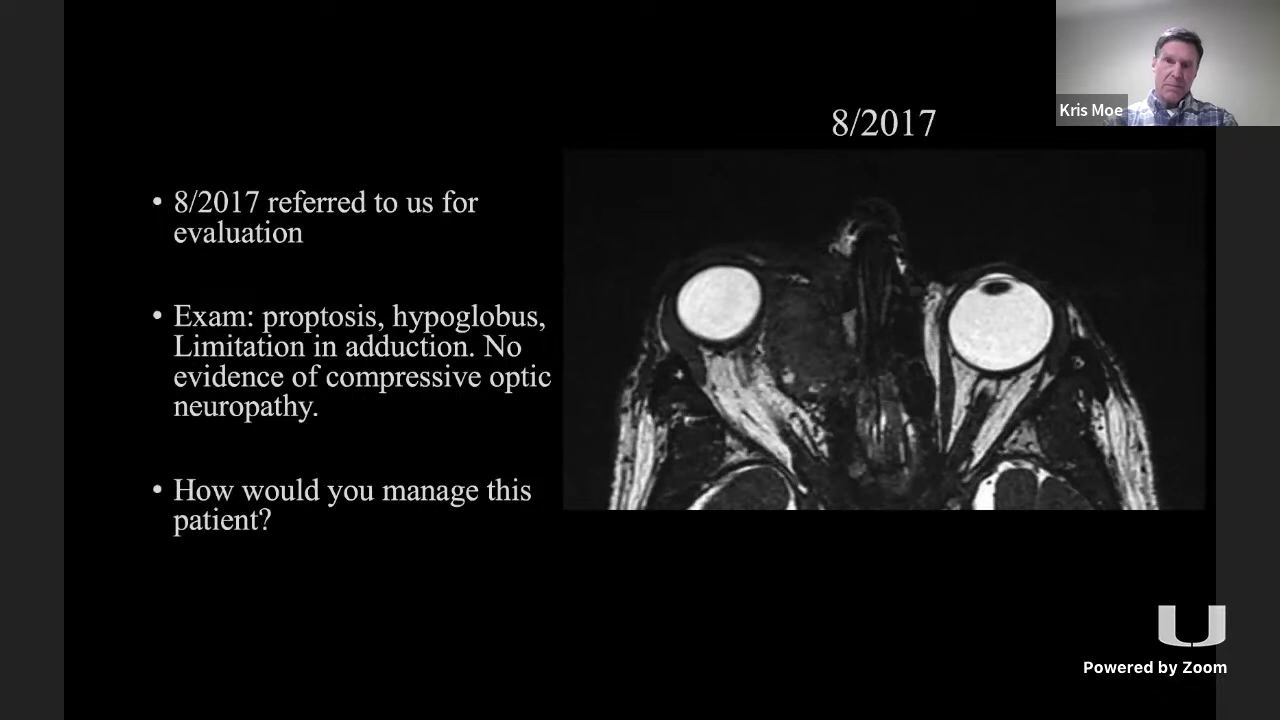 Kris Moe
8/2017
• 8/2017 referred to us for
evaluation
• Exam: proptosis, hypoglobus,
Limitation in adduction. No
evidence of compressive optic
neuropathy.
• How would you manage this
patient?
U
Powered by Zoom